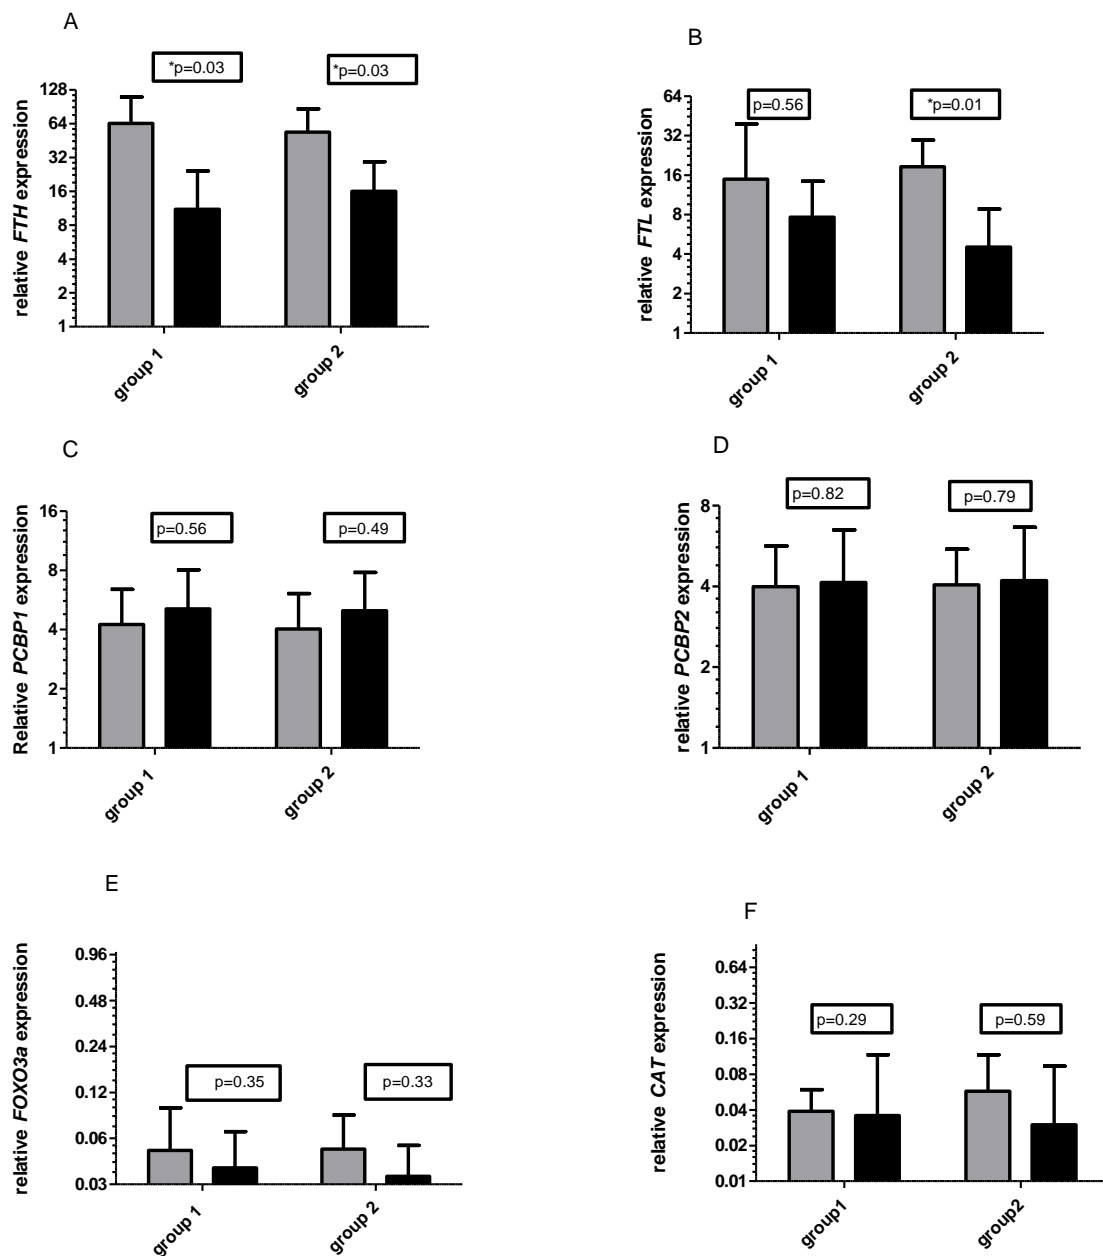 A
*p=0.03
*p=0.03
relative FTH expression
128
64
32
16
8
4
2
1
group 1
group 2
B
p=0.56
*p=0.01
relative FTL expression
64
32
16
8
4
2
1
group 1
group 2
C
p=0.56
p=0.49
Relative PCBP1 expression
16
8
4
2
1
group 1
group 2
D
p=0.82
p=0.79
relative PCBP2 expression
8
4
2
1
group 1
group 2
E
p=0.35
p=0.33
relative FOXO3a expression
0.96
0.48
0.24
0.12
0.06
0.03
group 1
group 2
F
p=0.29
p=0.59
relative CAT expression
0.64
0.32
0.16
0.08
0.04
0.02
0.01
group1
group2